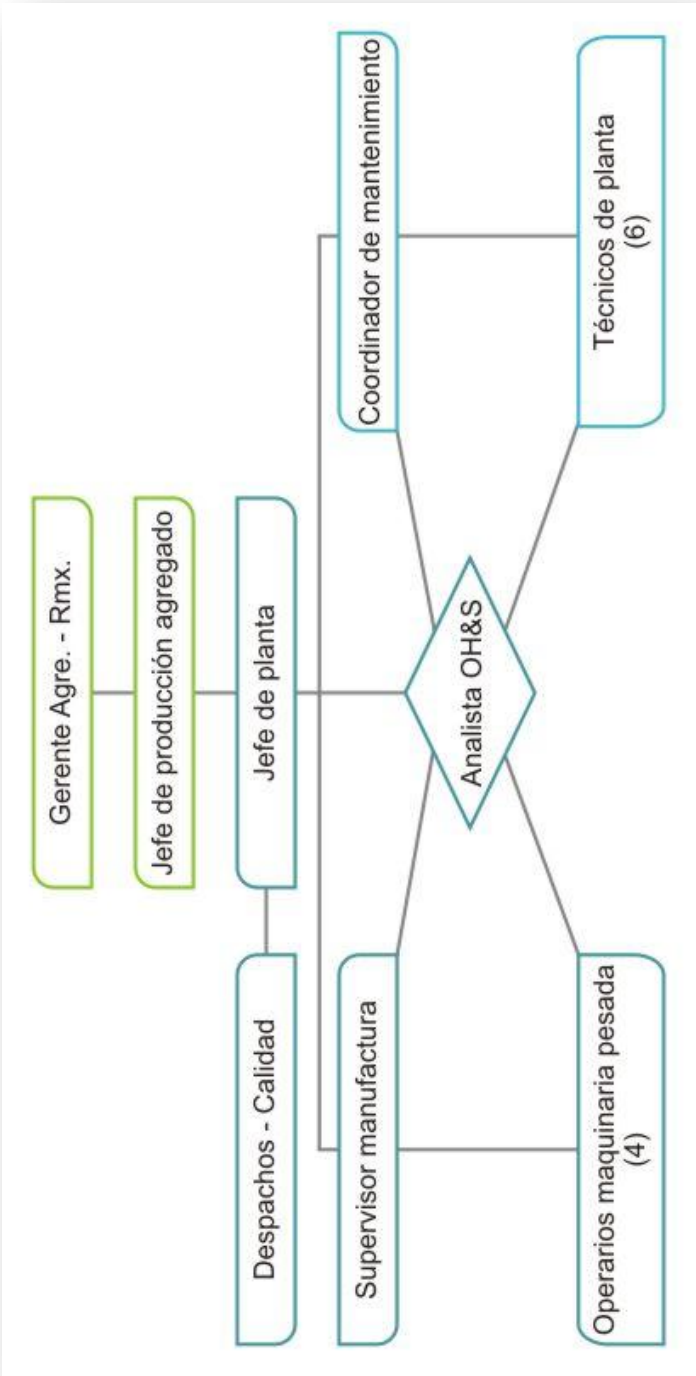 Gerente Agre. - Rmx.
Jefe de producción agregado
Despachos - Calidad
Jefe de planta
Supervisor manufactura
Coordinador de mantenimiento
Analista OH&S
Operarios maquinaria pesada
(4)
Técnicos de planta
(6)